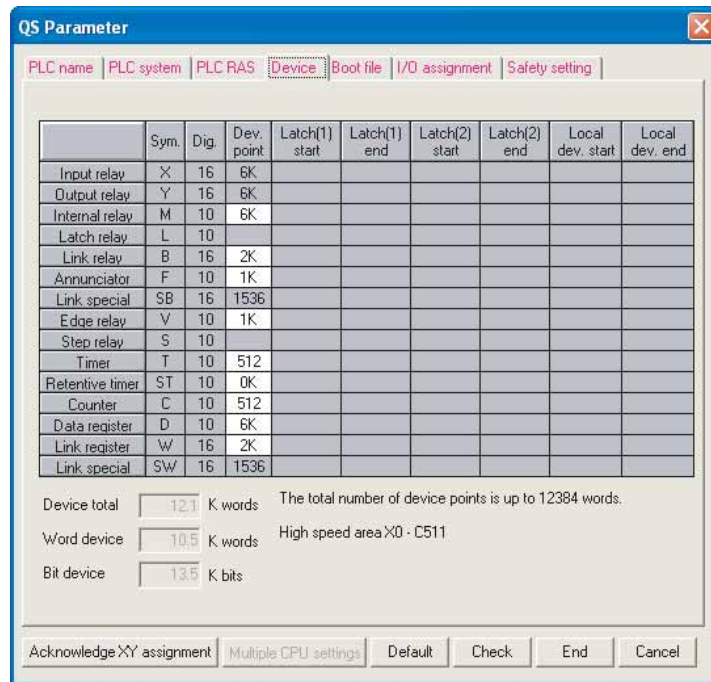 QS Parameter
PLC name PLC system PLC RAS Device Boot file I/O assignment Safety setting
Sym. Dig. Dev. point Latch(1) start Latch(1) end Latch(2) start Latch(2) end Local dev. start Local dev. end
Input relay X 16 6K
Output relay Y 16 6K
Internal relay M 10 6K
Latch relay L 10
Link relay B 16 2K
Annunciator F 10 1K
Link special SB 16 1536
Edge relay V 10 1K
Step relay S 10
Timer T 10 512
Retentive timer ST 10 0K
Counter C 10 512
Data register D 10 6K
Link register W 16 2K
Link special SW 16 1536
Device total 12.1 K words The total number of device points is up to 12384 words.
Word device 10.5 K words High speed area X0 - C511
Bit device 13.5 K bits
Acknowledge XY assignment Multiple CPU settings Default Check End Cancel